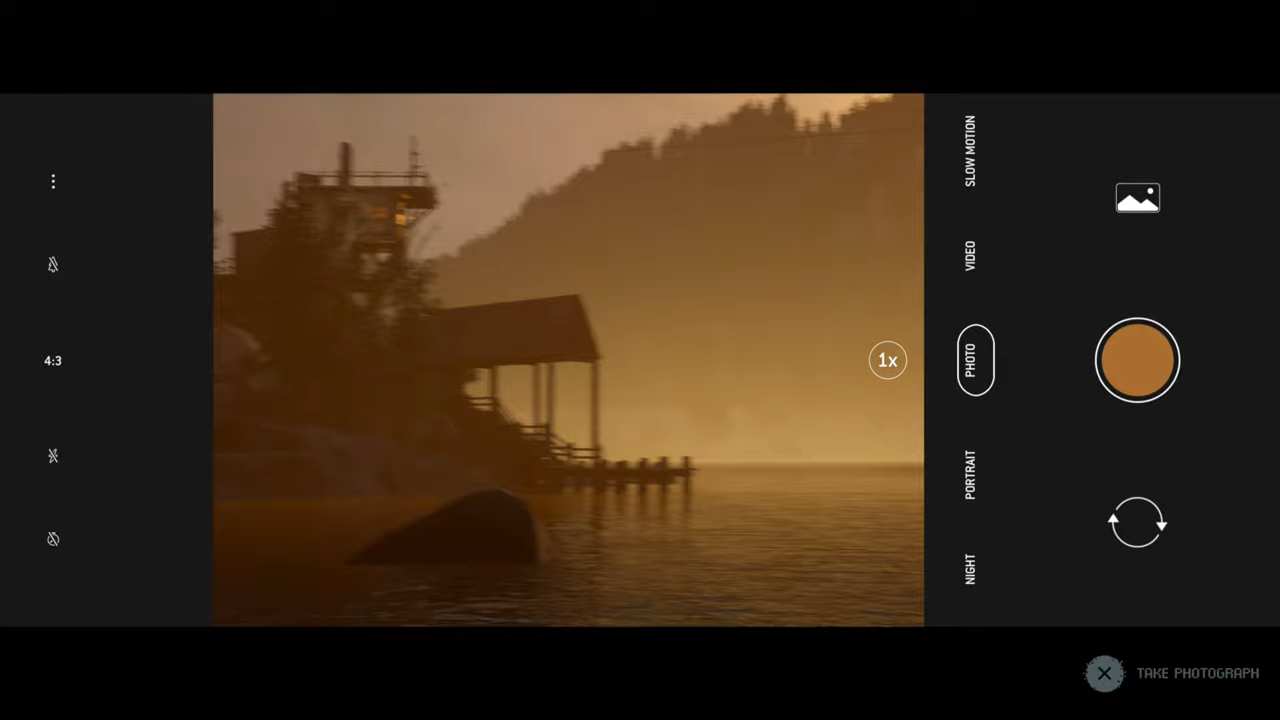 4:3
1x
SLOW MOTION
VIDEO
PHOTO
PORTRAIT
NIGHT
TAKE PHOTOGRAPH